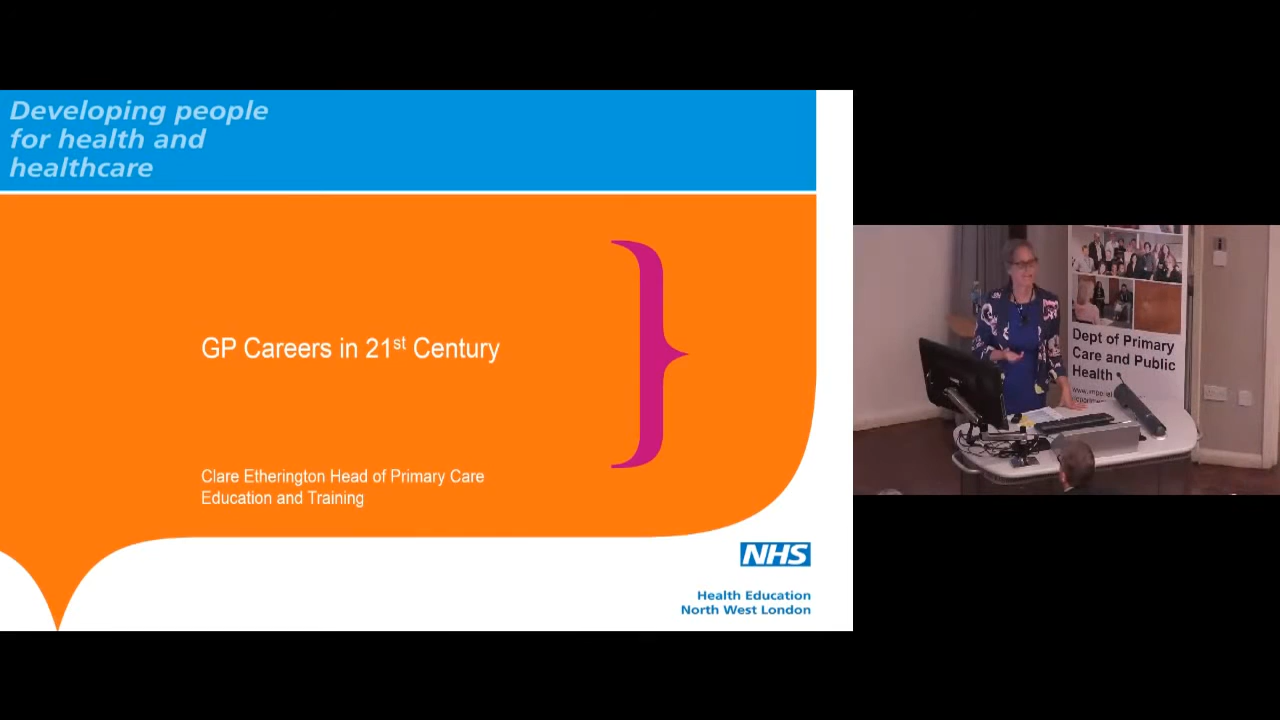 Developing people
for health and
healthcare
GP Careers in 21st Century
Clare Etherington Head of Primary Care
Education and Training
NHS
Health Education
North West London
Dept of Primary
Care and Public
Health